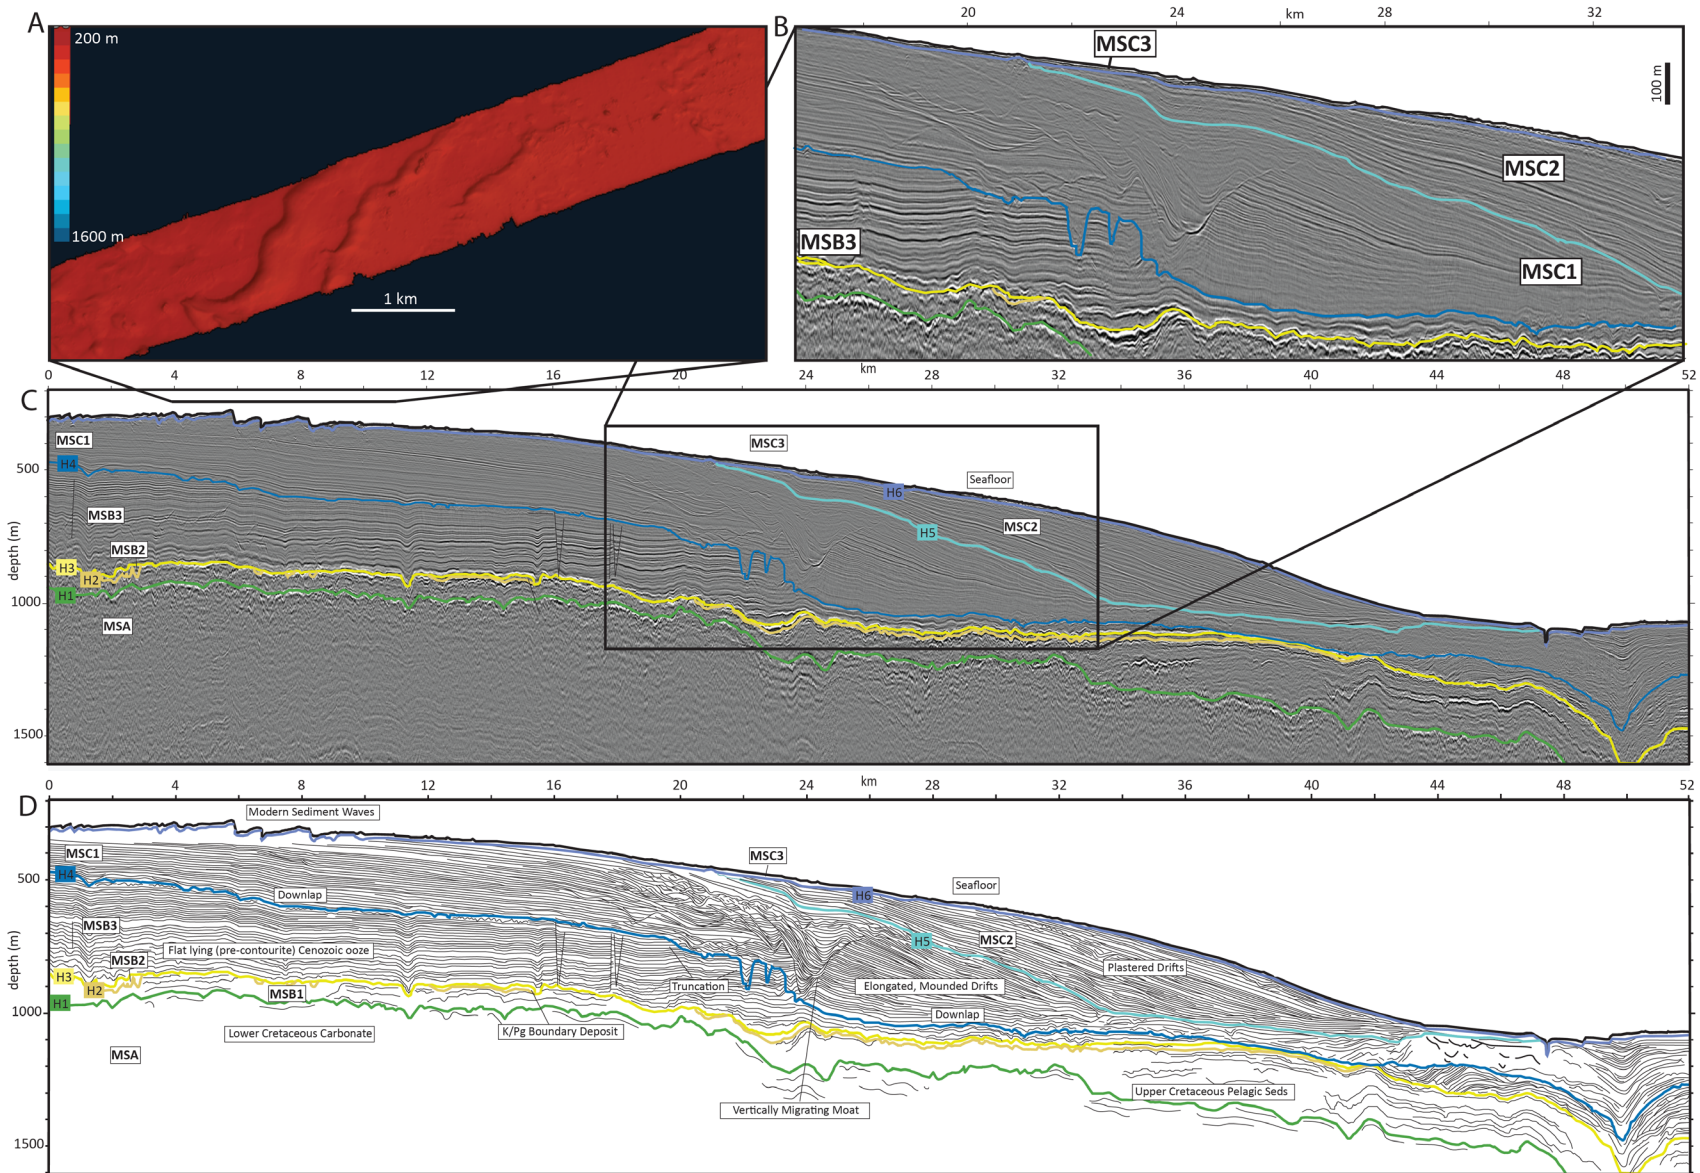 A
200 m
1600 m
1 km
B
20 24 km 28 32
MSC3
100 m
MSC2
MSB3
MSC1
C
0 4 8 12 16 20 24 km 28 32 36 40 44 48 52
MSC1
H4
500
MSB3
MSB2
H3
H2
H1
1000
MSA
1500
depth (m)
MSC3
Seafloor
H6
MSC2
H5
D
0 4 8 12 16 20 24 km 28 32 36 40 44 48 52
Modern Sediment Waves
MSC1
MSC3
H4
500
Downlap
H6
Seafloor
MSB3
Flat lying (pre-contourite) Cenozoic ooze
H5
MSC2
MSB2
Plastered Drifts
H3
H2
MSB1
Truncation
Elongated, Mounded Drifts
H1
1000
Downlap
Lower Cretaceous Carbonate
K/Pg Boundary Deposit
MSA
Upper Cretaceous Pelagic Seds
Vertically Migrating Moat
1500
depth (m)